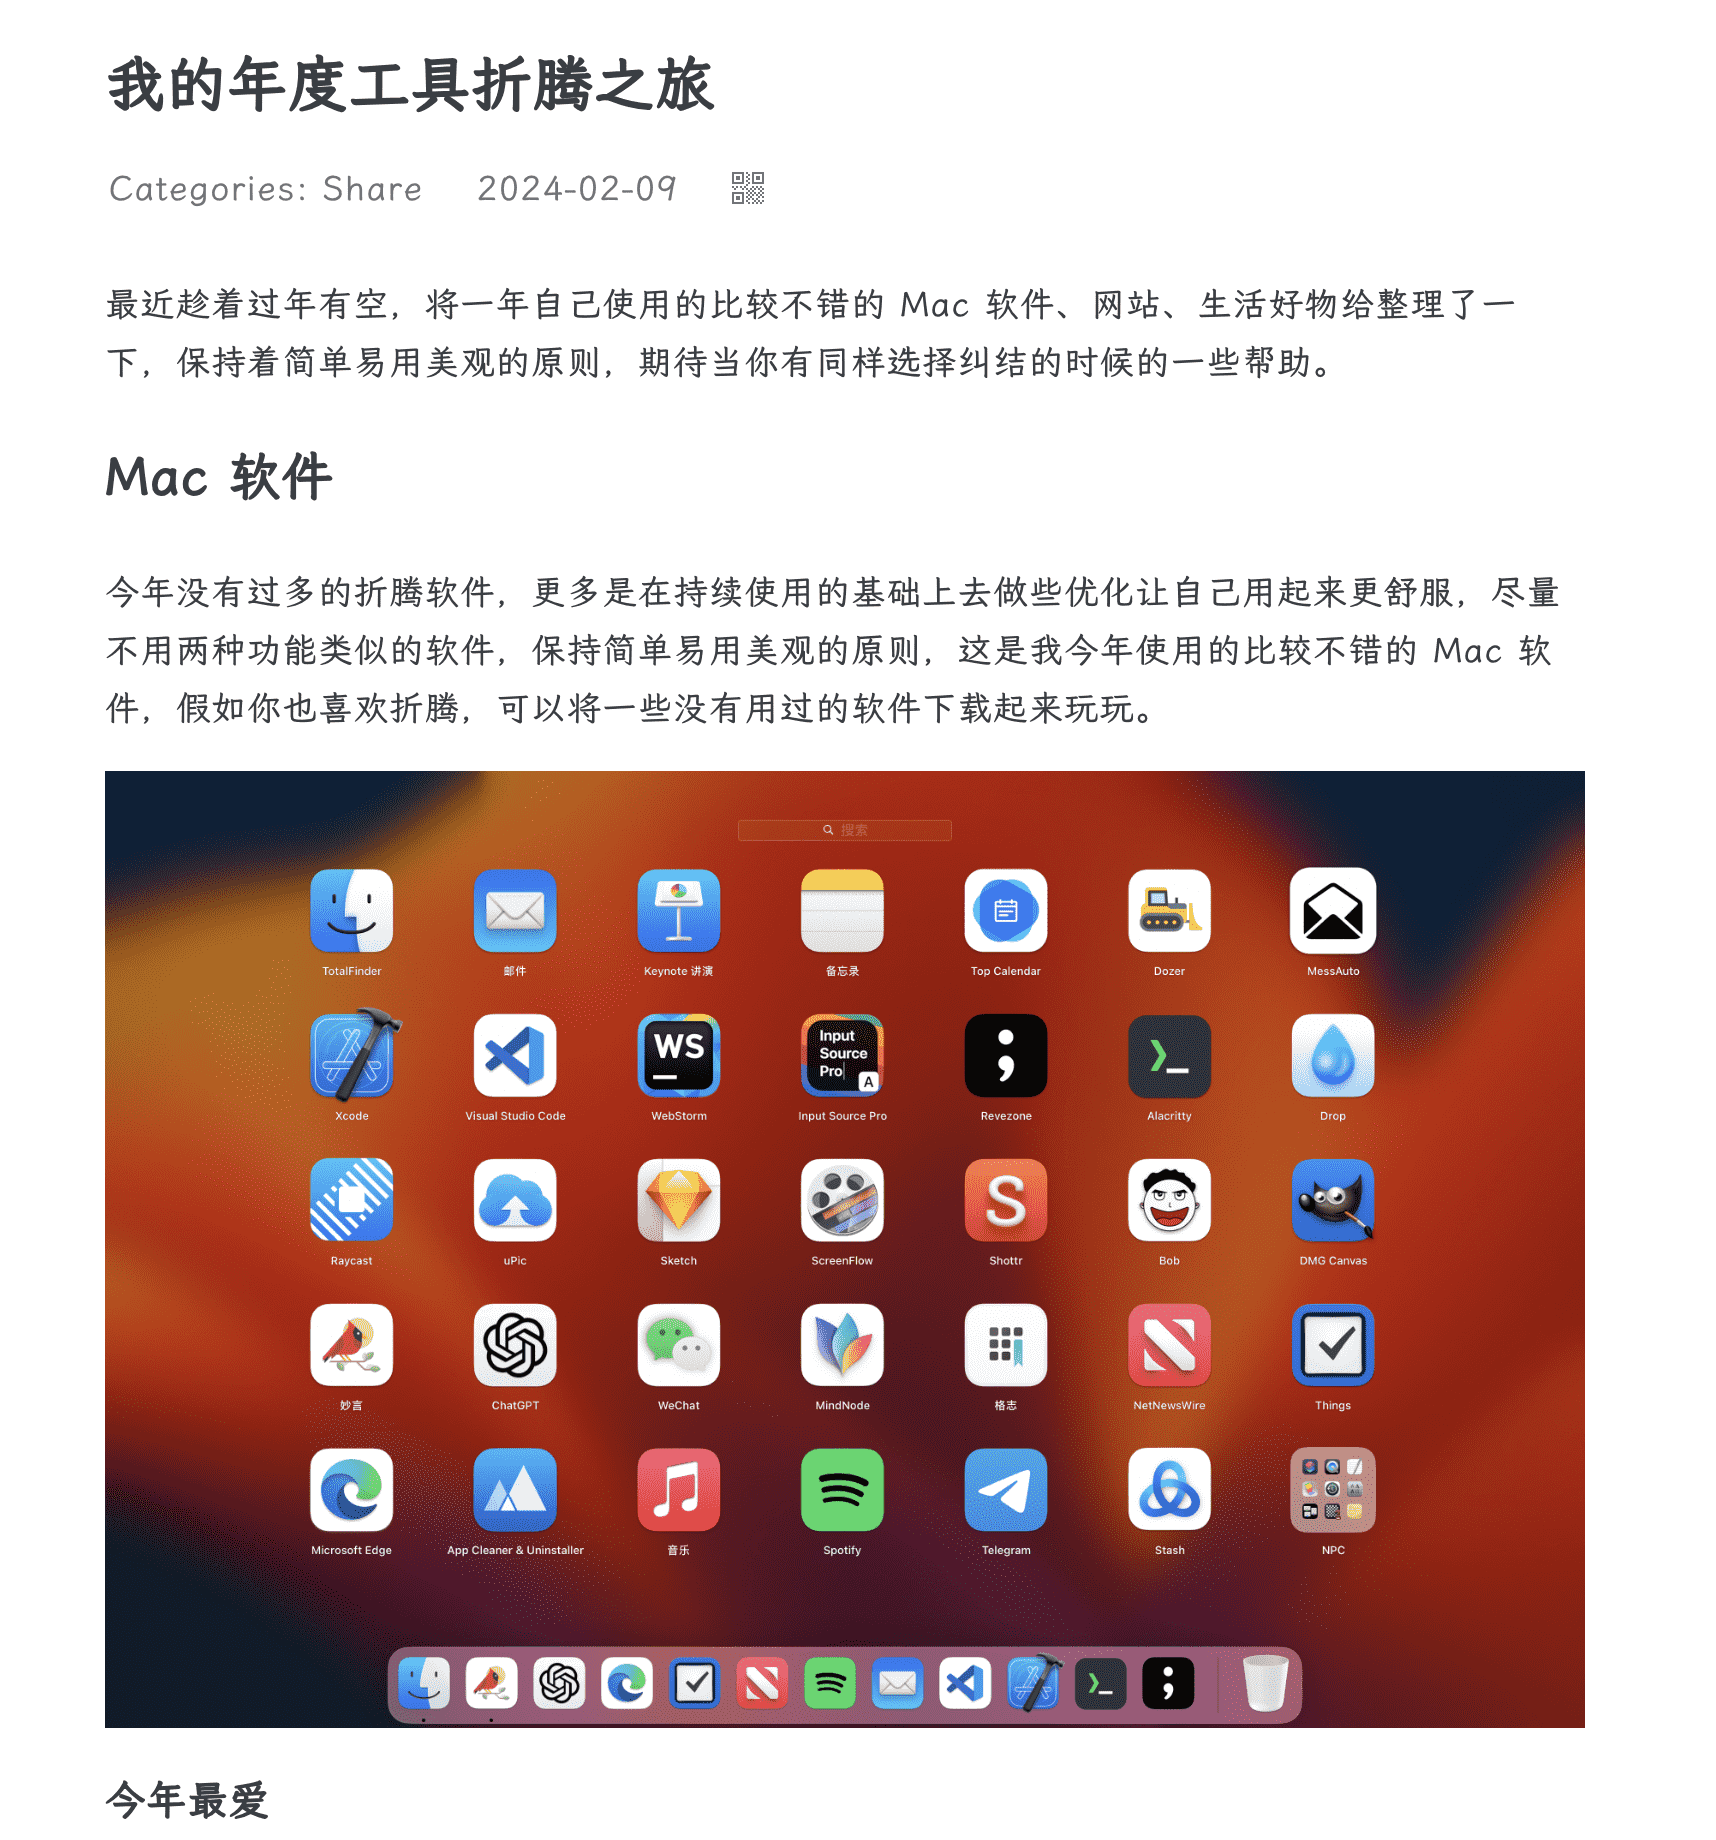 我的年度工具折腾之旅
Categories: Share 2024-02-09
最近趁着过年有空，将一年自己使用的比较不错的 Mac 软件、网站、生活好物给整理了一
下，保持着简单易用美观的原则，期待当你有同样选择纠结的时候的一些帮助。
Mac 软件
今年没有过多的折腾软件，更多是在持续使用的基础上去做些优化让自己用起来更舒服，尽量
不用两种功能类似的软件，保持简单易用美观的原则，这是我今年使用的比较不错的 Mac 软
件，假如你也喜欢折腾，可以将一些没有用过的软件下载起来玩玩。
搜索
TotalFinder 邮件 Keynote 讲演 备忘录 Top Calendar Dozer MessAuto
WS
Input
Source
Pro
A
Xcode Visual Studio Code WebStorm Input Source Pro Revezone Alacritty Drop
S
Raycast uPic Sketch ScreenFlow Shottr Bob DMG Canvas
妙言 ChatGPT WeChat MindNode 格志 NetNewsWire Things
Microsoft Edge App Cleaner & Uninstaller 音乐 Spotify Telegram Stash NPC
今年最爱